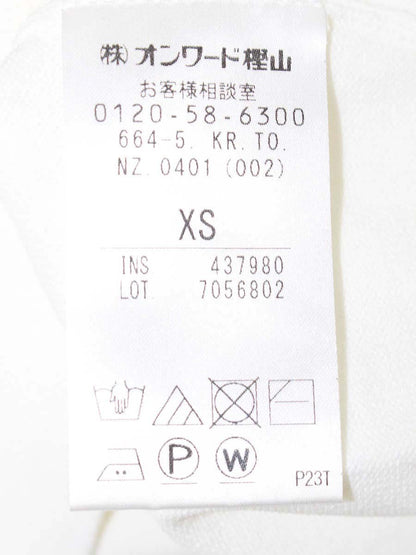 ㈱オンワード樫山
お客様相談室
0120-58-6300
664-5. KR. TO.
NZ. 0401 (002)
XS
INS 437980
LOT. 7056802
P W
P23T